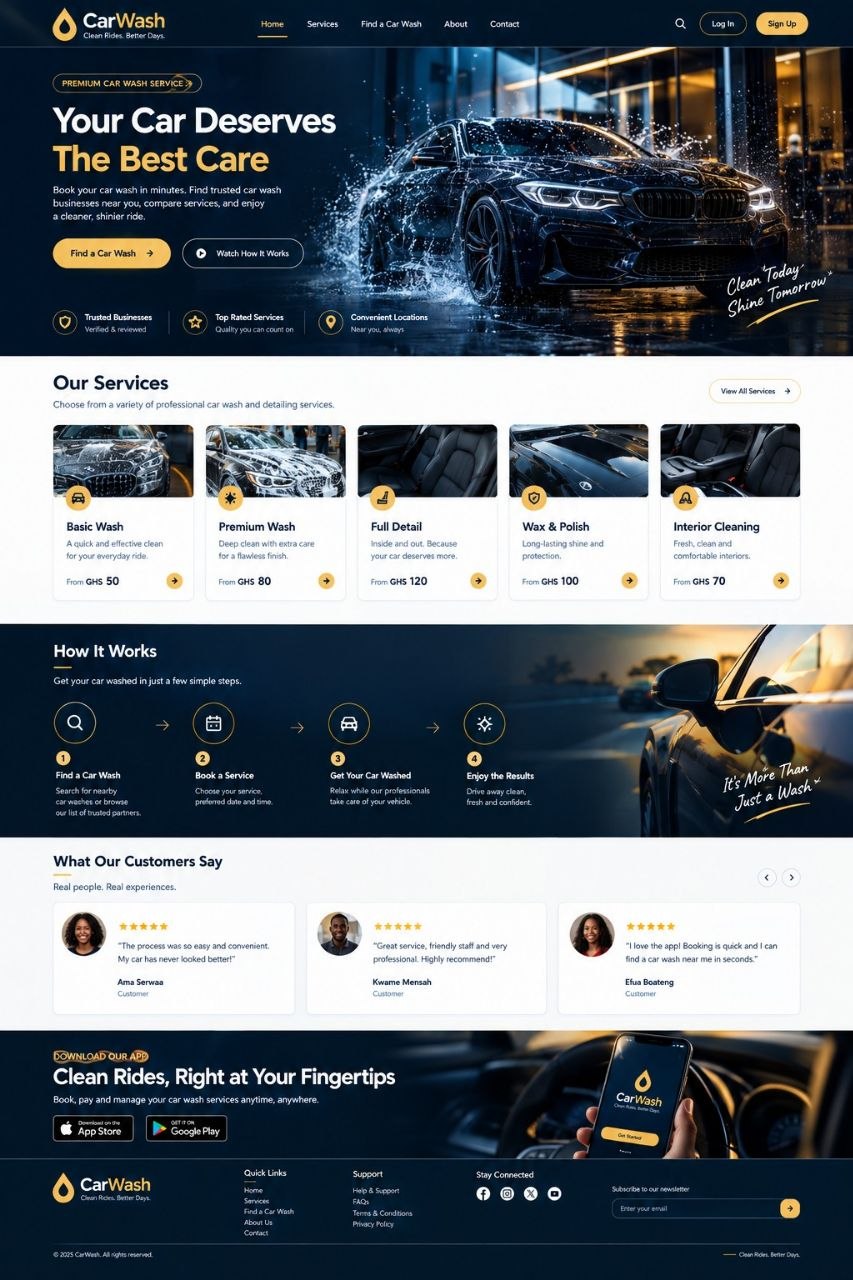 CarWash
Clean Rides. Better Days.
Home
Services
Find a Car Wash
About
Contact
Log In
Sign Up
PREMIUM CAR WASH SERVICE
Your Car Deserves
The Best Care
Book your car wash in minutes. Find trusted car wash
businesses near you, compare services, and enjoy
a cleaner, shinier ride.
Find a Car Wash →
Watch How It Works
Clean Today
Shine Tomorrow
Trusted Businesses
Verified & reviewed
Top Rated Services
Quality you can count on
Convenient Locations
Near you, always
Our Services
Choose from a variety of professional car wash and detailing services.
View All Services →
Basic Wash
A quick and effective clean
for your everyday ride.
From GHS 50
Premium Wash
Deep clean with extra care
for a flawless finish.
From GHS 80
Full Detail
Inside and out. Because
your car deserves more.
From GHS 120
Wax & Polish
Long-lasting shine and
protection.
From GHS 100
Interior Cleaning
Fresh, clean and
comfortable interiors.
From GHS 70
How It Works
Get your car washed in just a few simple steps.
1
Find a Car Wash
Search for nearby
car washes or browse
our list of trusted partners.
2
Book a Service
Choose your service,
preferred date and time.
3
Get Your Car Washed
Relax while our professionals
take care of your vehicle.
4
Enjoy the Results
Drive away clean,
fresh and confident.
It's More Than
Just a Wash
What Our Customers Say
Real people. Real experiences.
"The process was so easy and convenient.
My car has never looked better!"
Ama Serwaa
Customer
"Great service, friendly staff and very
professional. Highly recommend!"
Kwame Mensah
Customer
"I love the app! Booking is quick and I can
find a car wash near me in seconds."
Efua Boateng
Customer
DOWNLOAD OUR APP
Clean Rides, Right at Your Fingertips
Book, pay and manage your car wash services anytime, anywhere.
Download on the
App Store
GET IT ON
Google Play
CarWash
Clean Rides. Better Days.
Get Started
CarWash
Clean Rides. Better Days.
Quick Links
Home
Services
Find a Car Wash
About Us
Contact
Support
Help & Support
FAQs
Terms & Conditions
Privacy Policy
Stay Connected
Subscribe to our newsletter
Enter your email
© 2025 CarWash. All rights reserved.
Clean Rides. Better Days.